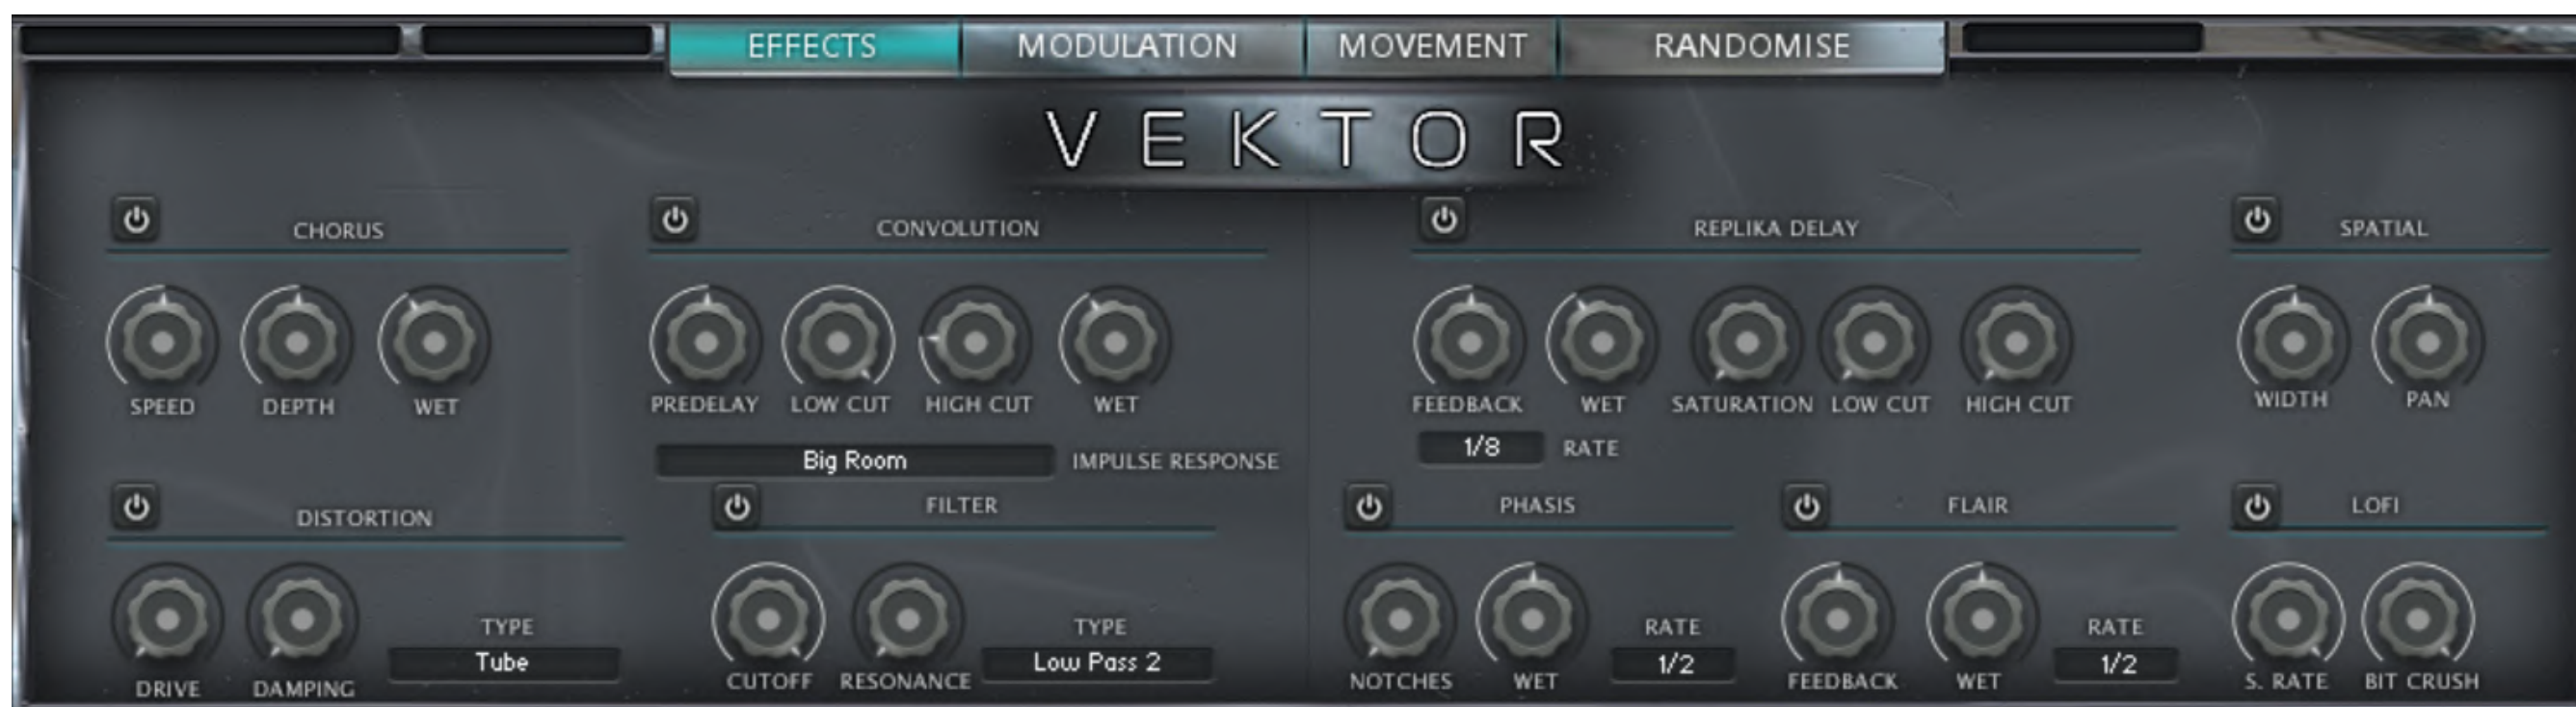 EFFECTS MODULATION MOVEMENT RANDOMISE
VEKTOR
CHORUS
SPEED DEPTH WET
CONVOLUTION
PREDELAY LOW CUT HIGH CUT WET
Big Room IMPULSE RESPONSE
REPLIKA DELAY
FEEDBACK WET SATURATION LOW CUT HIGH CUT
1/8 RATE
SPATIAL
WIDTH PAN
DISTORTION
TYPE
Tube
DRIVE DAMPING
FILTER
TYPE
Low Pass 2
CUTOFF RESONANCE
PHASIS
RATE
1/2
NOTCHES WET
FLAIR
RATE
1/2
FEEDBACK WET
LOFI
S. RATE BIT CRUSH